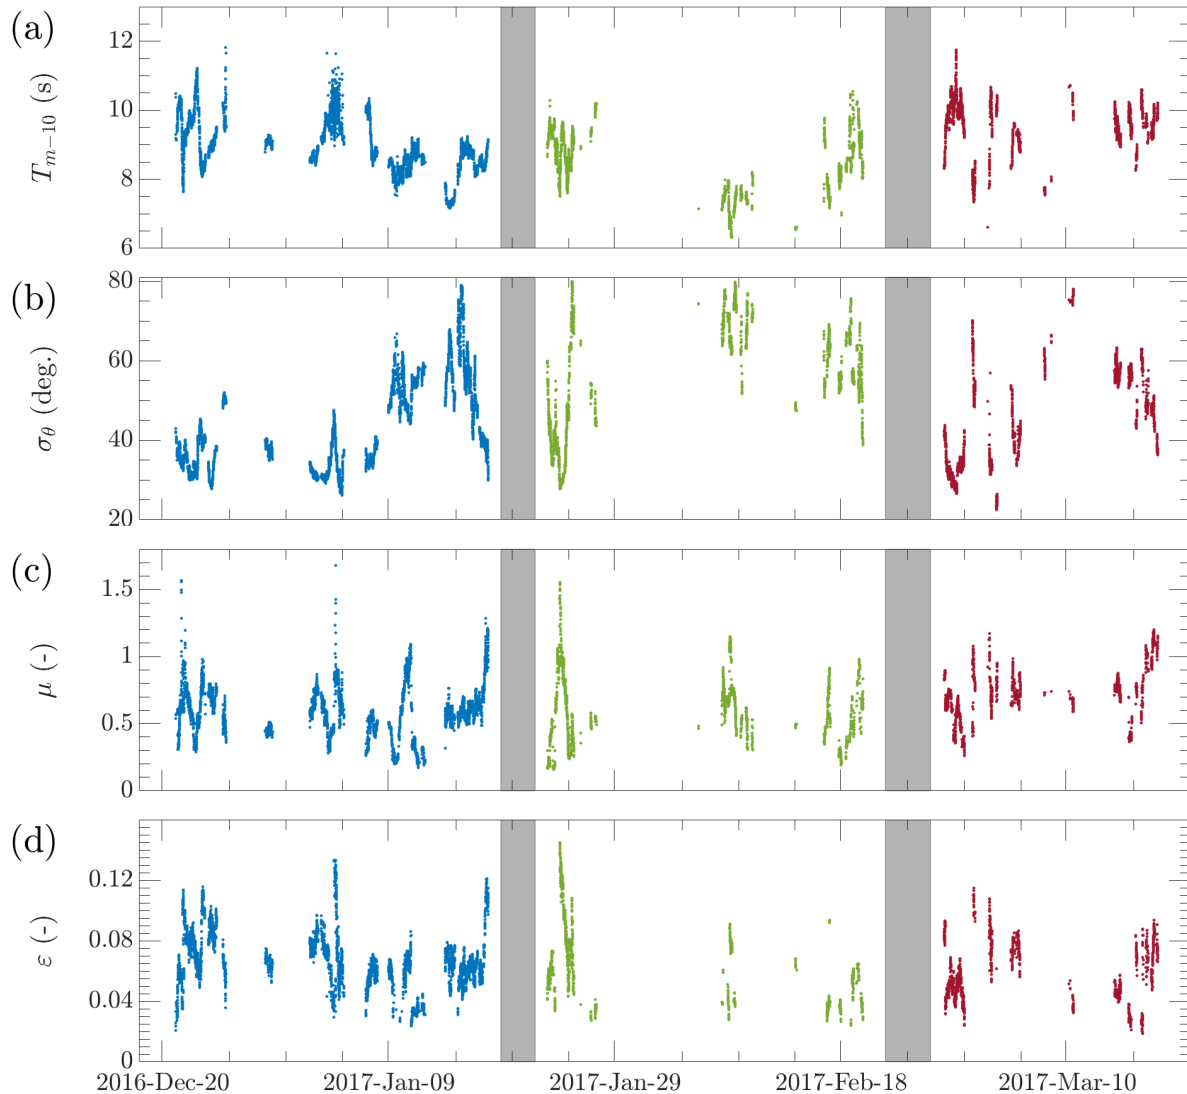 (a)
T_{m−10} (s)
12
10
8
6
(b)
σ_θ (deg.)
80
60
40
20
(c)
μ (-)
1.5
1
0.5
0
(d)
ε (-)
0.12
0.08
0.04
0
2016-Dec-20 2017-Jan-09 2017-Jan-29 2017-Feb-18 2017-Mar-10